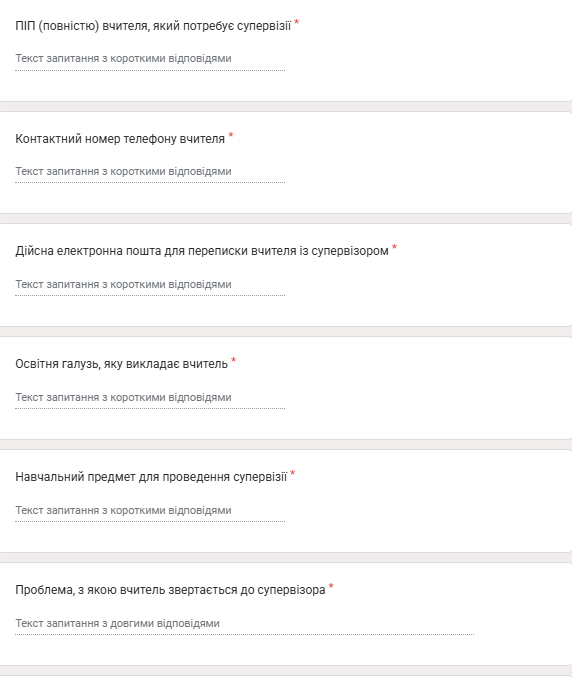 ПІП (повністю) вчителя, який потребує супервізії *
Текст запитання з короткими відповідями
Контактний номер телефону вчителя *
Текст запитання з короткими відповідями
Дійсна електронна пошта для переписки вчителя із супервізором *
Текст запитання з короткими відповідями
Освітня галузь, яку викладає вчитель *
Текст запитання з короткими відповідями
Навчальний предмет для проведення супервізії *
Текст запитання з короткими відповідями
Проблема, з якою вчитель звертається до супервізора *
Текст запитання з довгими відповідями